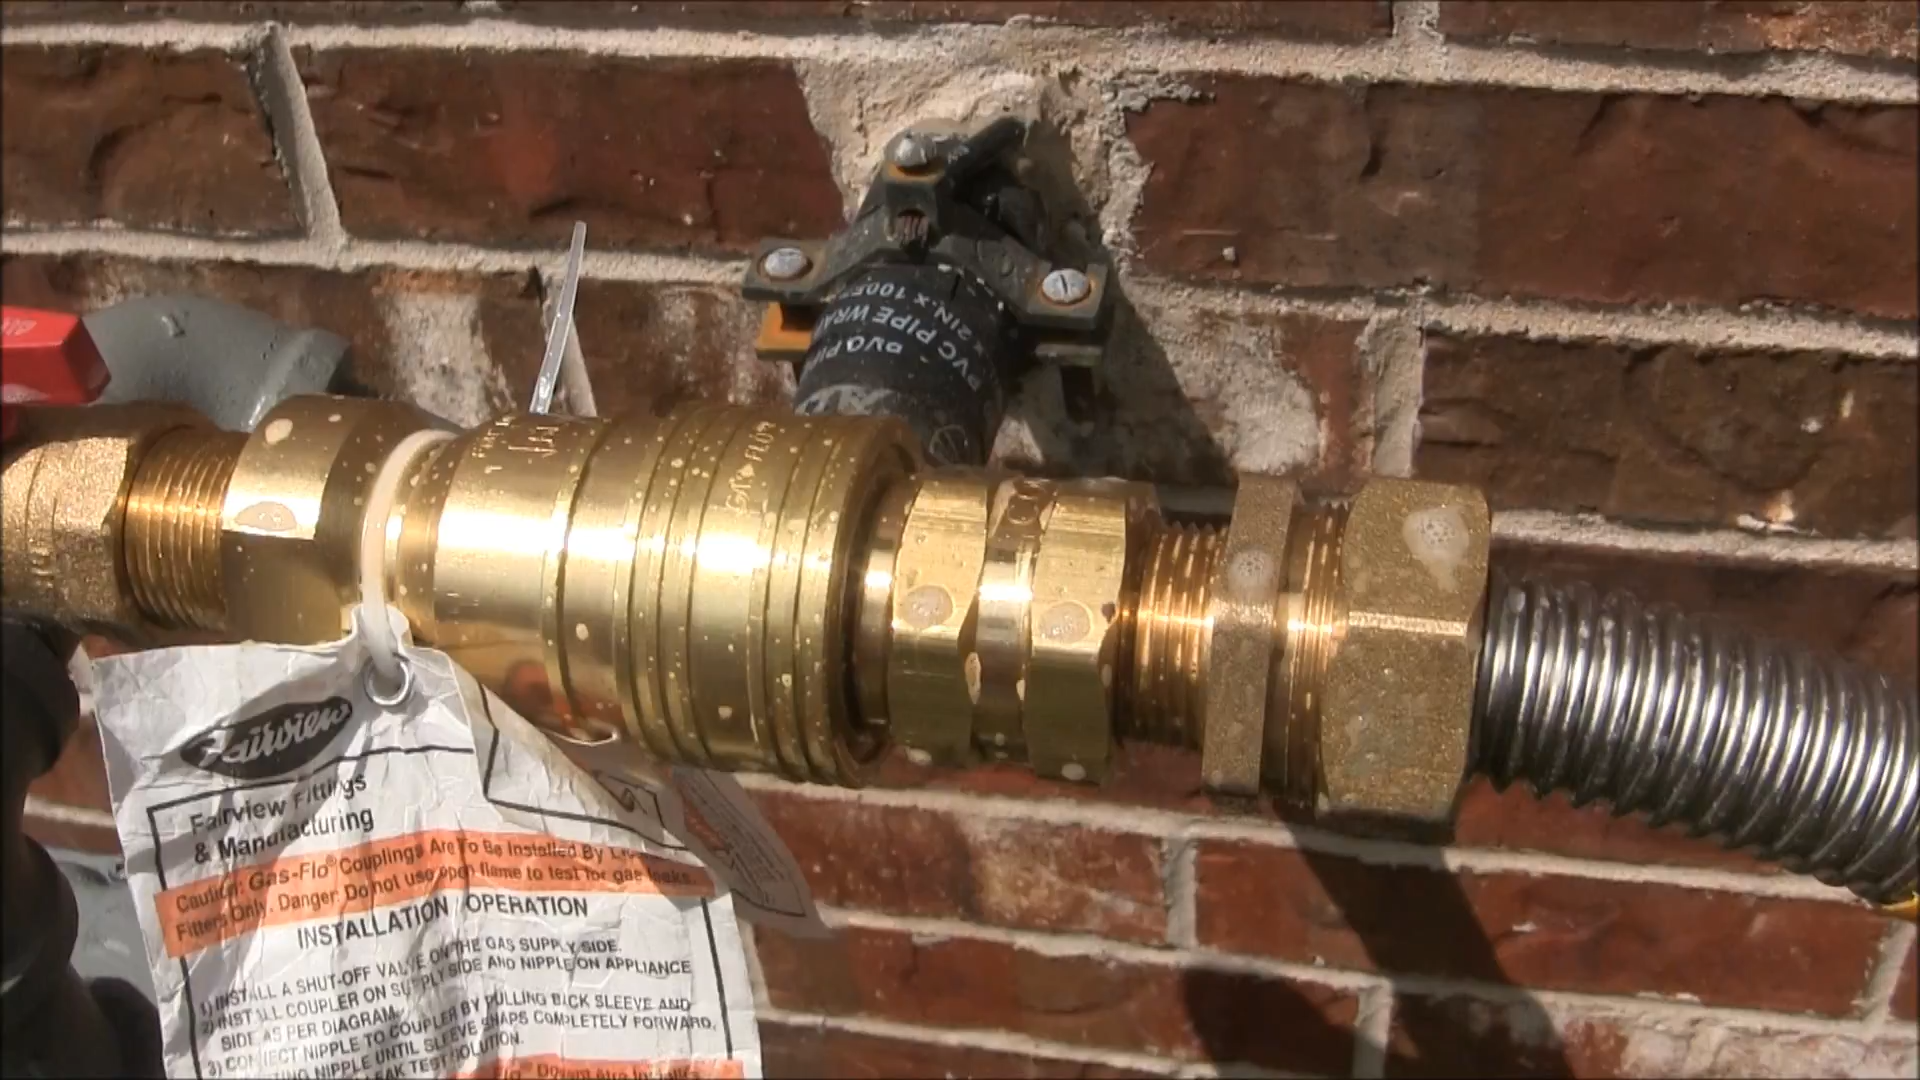 PVC PIPE WRAP
2IN. X 100F
GAS-FLO
Fairview
Fairview Fittings
& Manufacturing
Caution: Gas-Flo® Couplings Are To Be Installed By
Fitters Only. Danger: Do not use open flame to test for gas leaks.
INSTALLATION OPERATION
1) INSTALL A SHUT-OFF VALVE ON THE GAS SUPPLY SIDE.
2) INSTALL COUPLER ON SUPPLY SIDE AND NIPPLE ON APPLIANCE
SIDE AS PER DIAGRAM.
3) CONNECT NIPPLE TO COUPLER BY PULLING BACK SLEEVE AND
NIPPLE UNTIL SLEEVE SNAPS COMPLETELY FORWARD.
LEAK TEST SOLUTION.